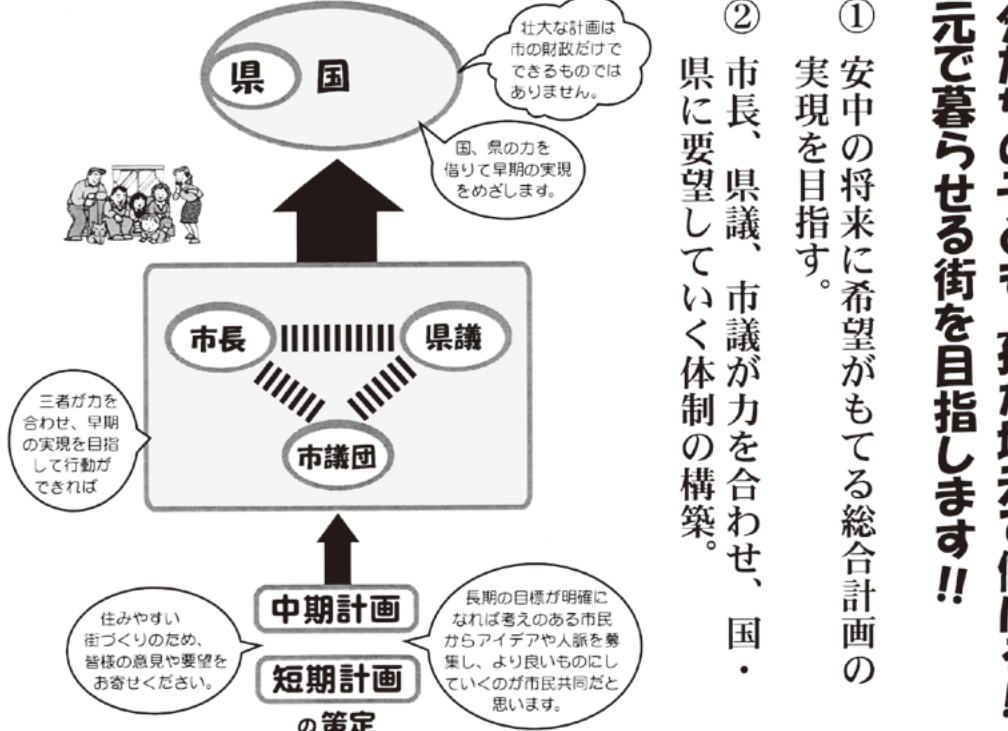 元で暮らせる街を目指します!!
① 安中の将来に希望がもてる総合計画の
実現を目指す。
② 市長、県議、市議が力を合わせ、国・
県に要望していく体制の構築。
県
国
壮大な計画は
市の財政だけで
できるものでは
ありません。
国、県の力を
借りて早期の実現
をめざします。
市長
県議
市議団
三者が力を
合わせ、早期
の実現を目指
して行動が
できれば
中期計画
短期計画
の策定
住みやすい
街づくりのため、
皆様の意見や要望を
お寄せください。
長期の目標が明確に
なれば考えのある市民
からアイデアや人脈を募
集し、より良いものにし
ていくのが市民共同だと
思います。